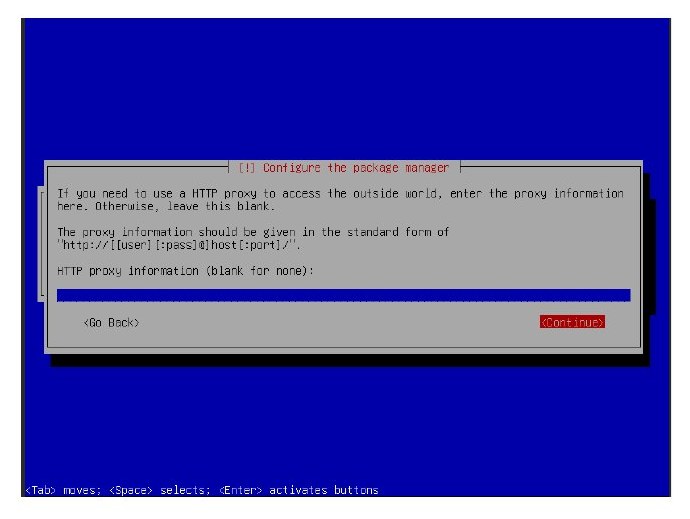 [!] Configure the package manager
If you need to use a HTTP proxy to access the outside world, enter the proxy information
here. Otherwise, leave this blank.
The proxy information should be given in the standard form of
"http://[[user][:pass]@]host[:port]/".
HTTP proxy information (blank for none):
<Go Back> <Continue>
<Tab> moves; <Space> selects; <Enter> activates buttons